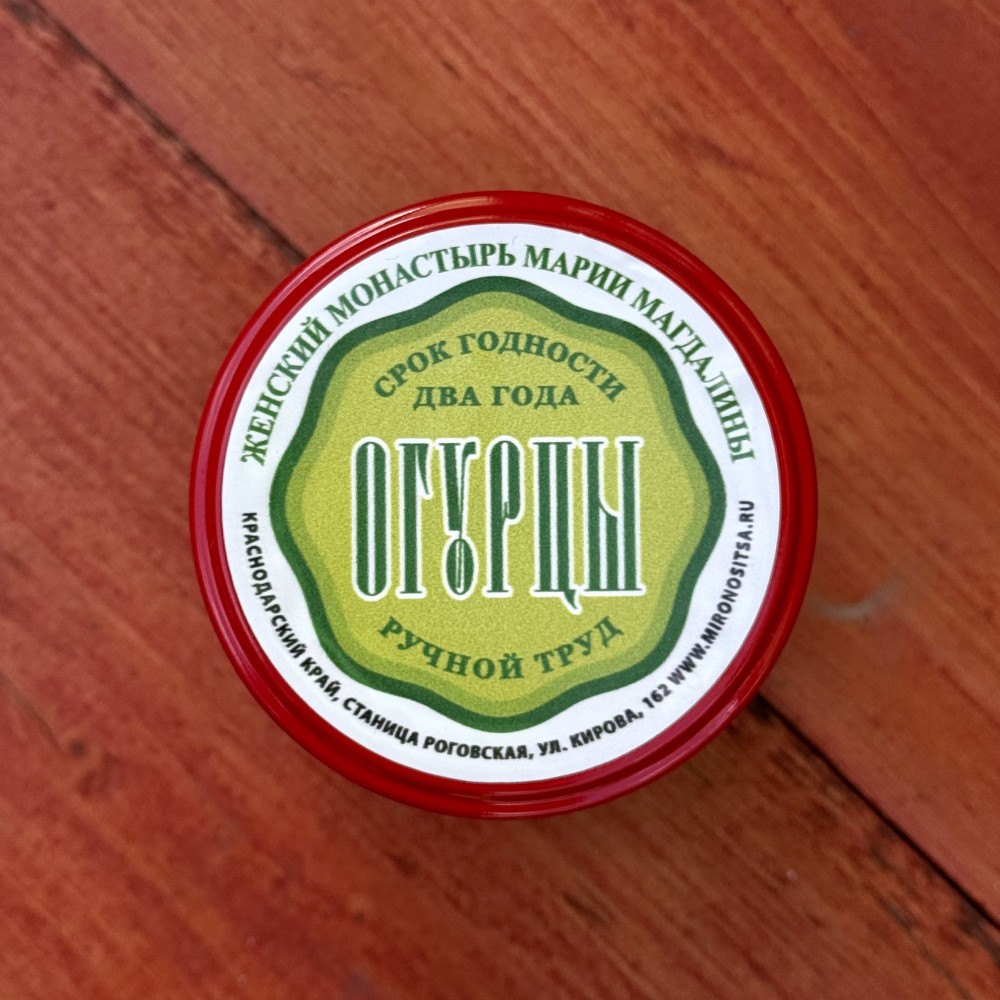 ЖЕНСКИЙ МОНАСТЫРЬ МАРИИ МАГДАЛИНЫ
СРОК ГОДНОСТИ
ДВА ГОДА
ОГУРЦЫ
РУЧНОЙ ТРУД
КРАСНОДАРСКИЙ КРАЙ, СТАНИЦА РОГОВСКАЯ, УЛ. КИРОВА, 162 WWW.MIRONOSITSA.RU